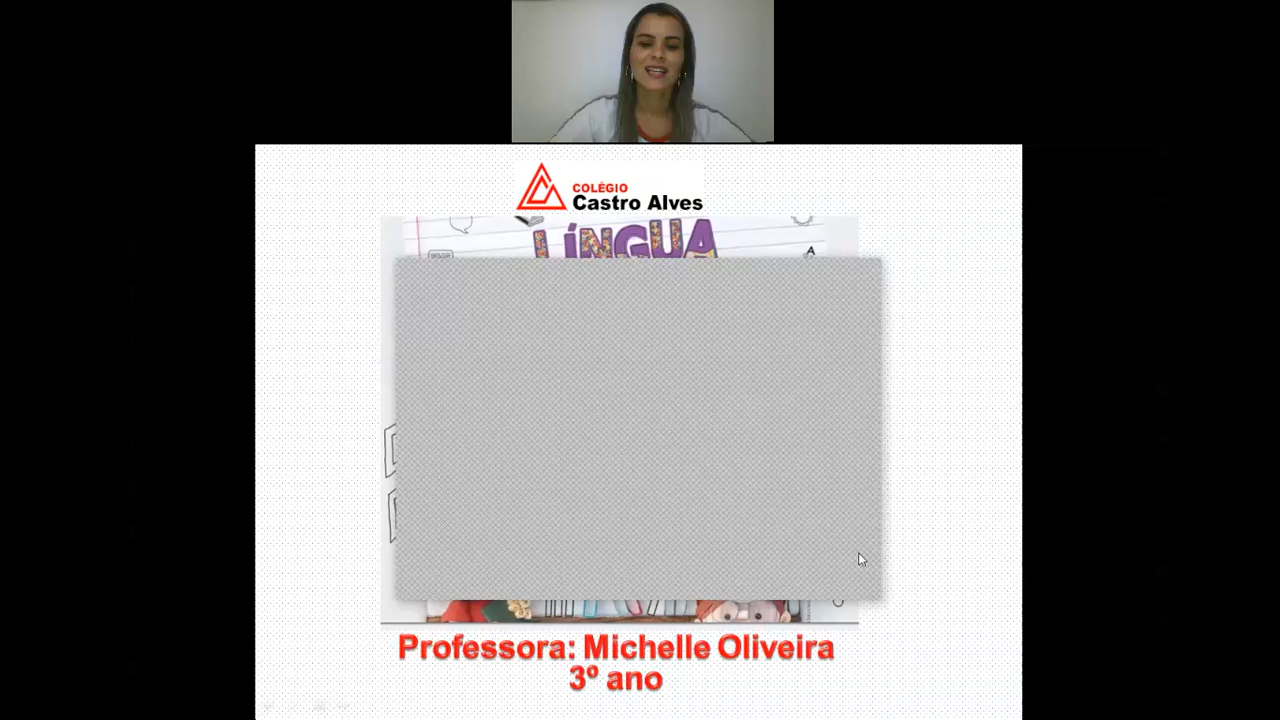 COLÉGIO
Castro Alves
LÍNGUA
A
Professora: Michelle Oliveira
3º ano